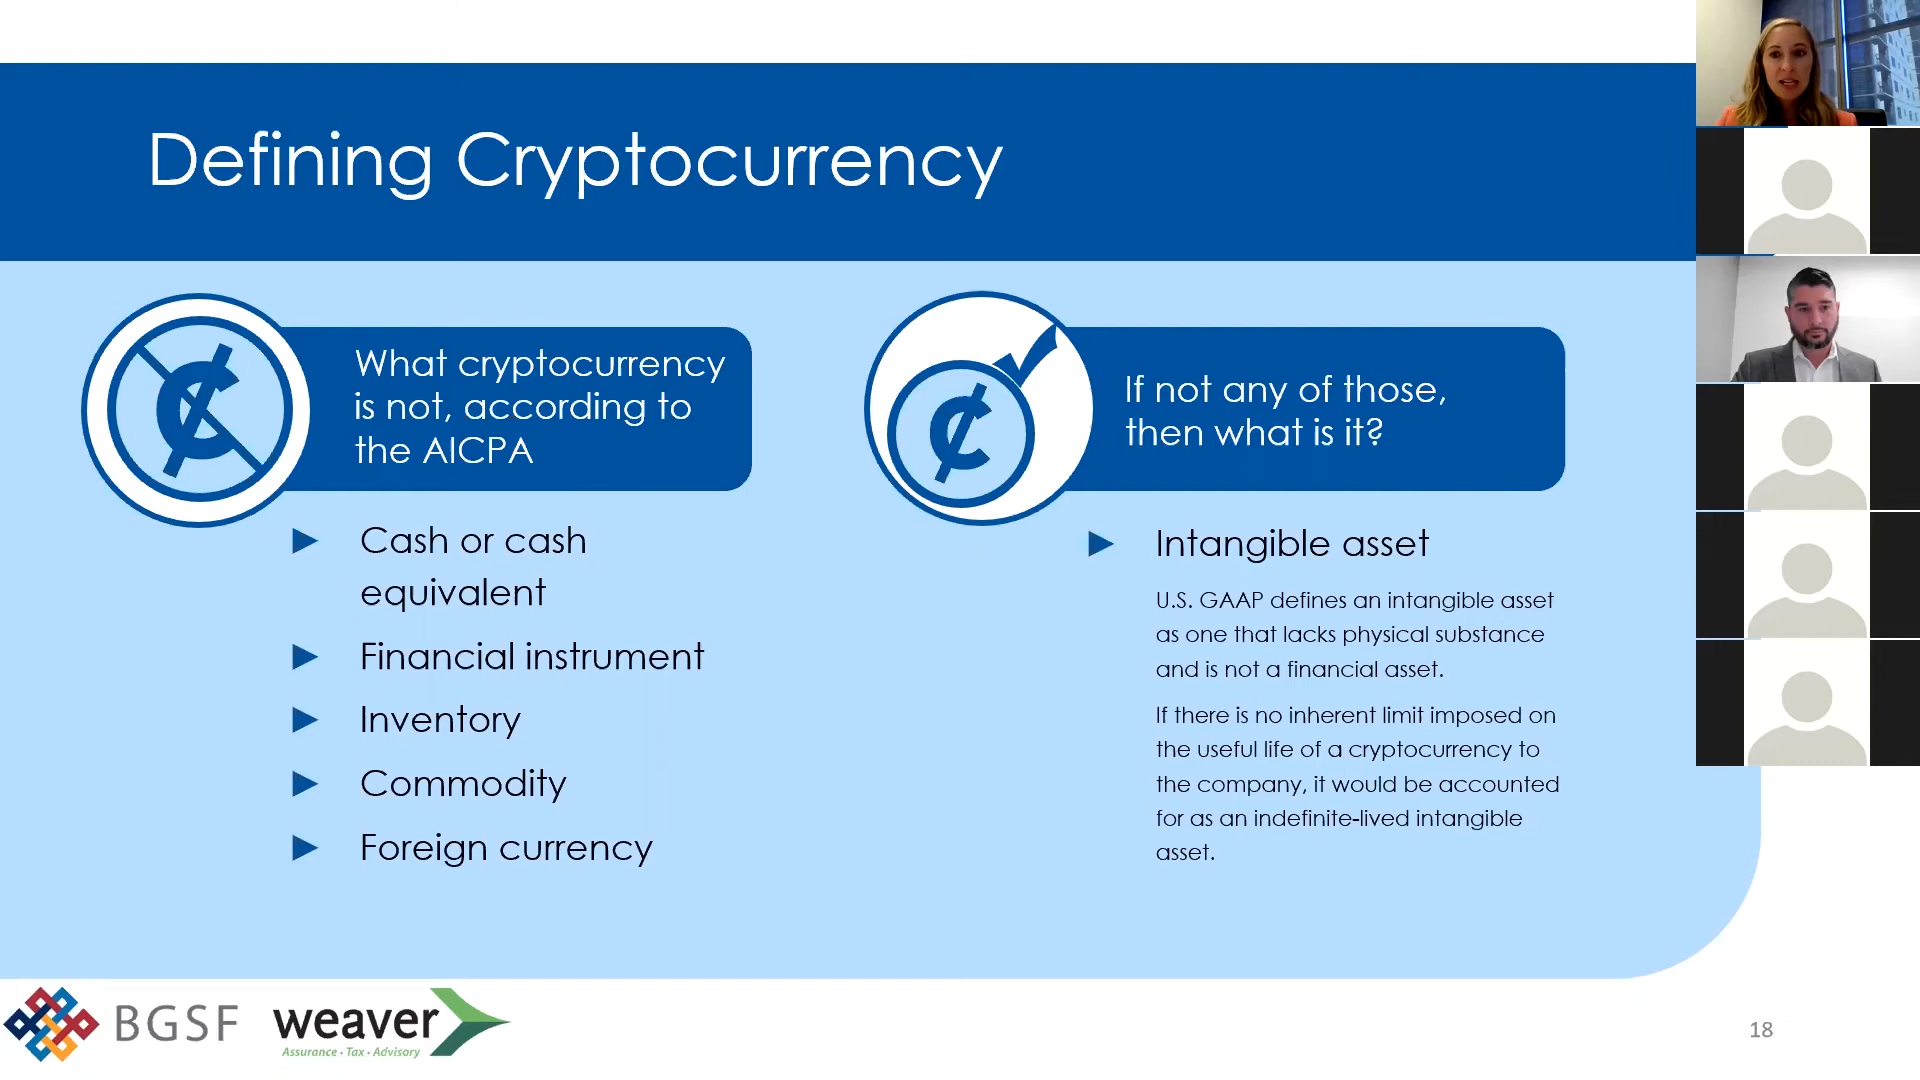 Defining Cryptocurrency
What cryptocurrency
is not, according to
the AICPA
Cash or cash
equivalent
Financial instrument
Inventory
Commodity
Foreign currency
If not any of those,
then what is it?
Intangible asset
U.S. GAAP defines an intangible asset
as one that lacks physical substance
and is not a financial asset.
If there is no inherent limit imposed on
the useful life of a cryptocurrency to
the company, it would be accounted
for as an indefinite-lived intangible
asset.
BGSF
weaver
Assurance • Tax • Advisory
18